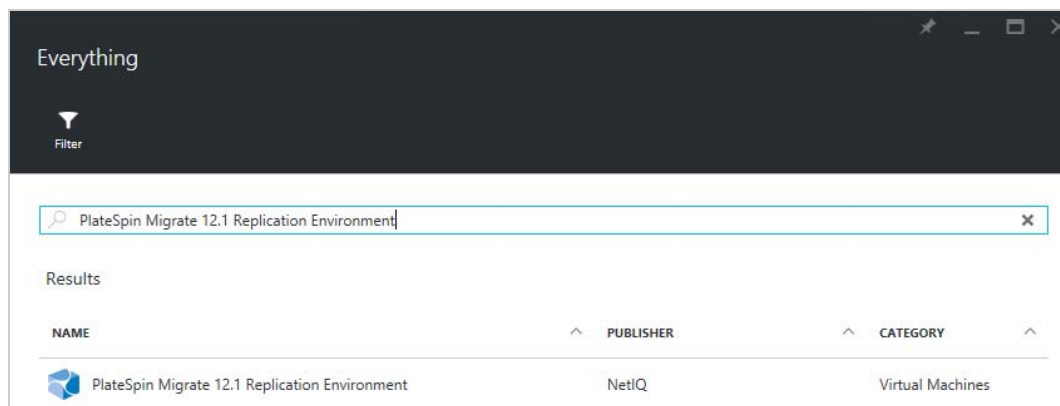 Everything
Filter
PlateSpin Migrate 12.1 Replication Environment
Results
NAME PUBLISHER CATEGORY
PlateSpin Migrate 12.1 Replication Environment NetIQ Virtual Machines